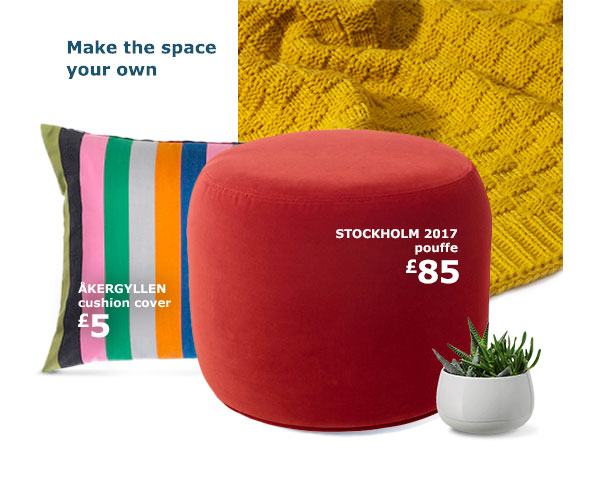 Make the space
your own
STOCKHOLM 2017
pouffe
£85
ÅKERGYLLEN
cushion cover
£5